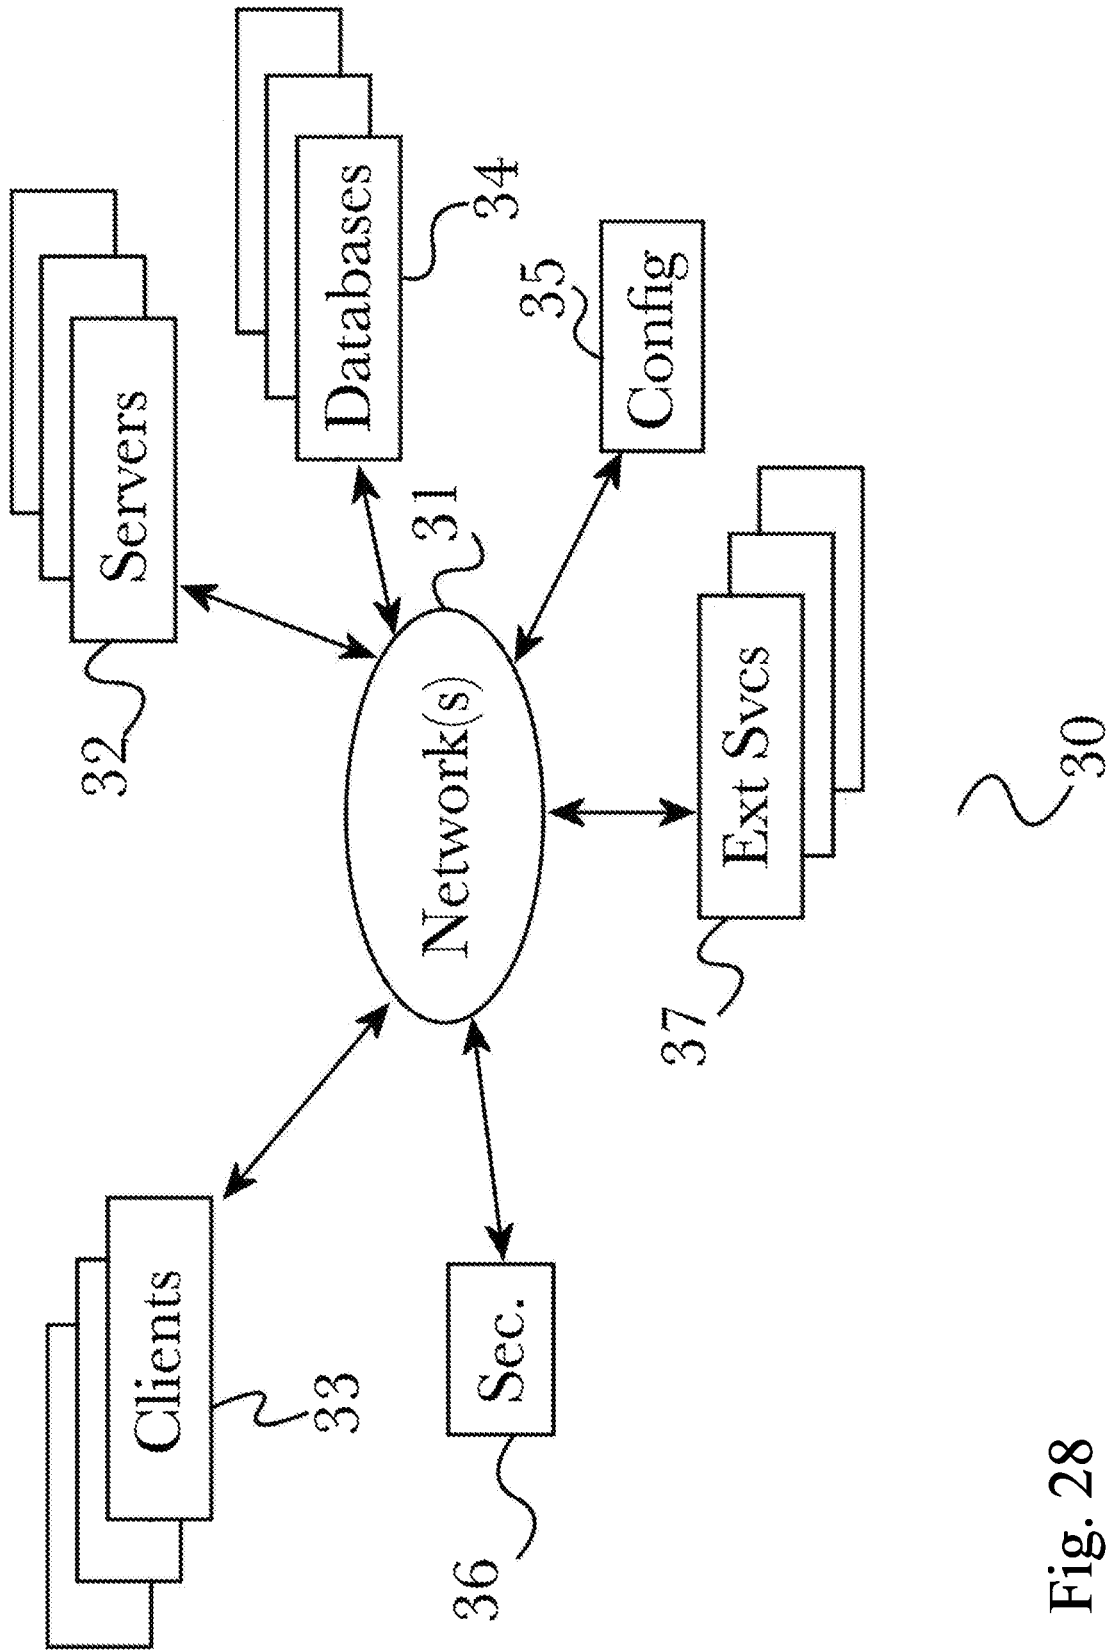 Servers
32
Databases
34
Clients
33
Network(s)
31
Sec.
36
35
Config
Ext Svcs
37
30
Fig. 28